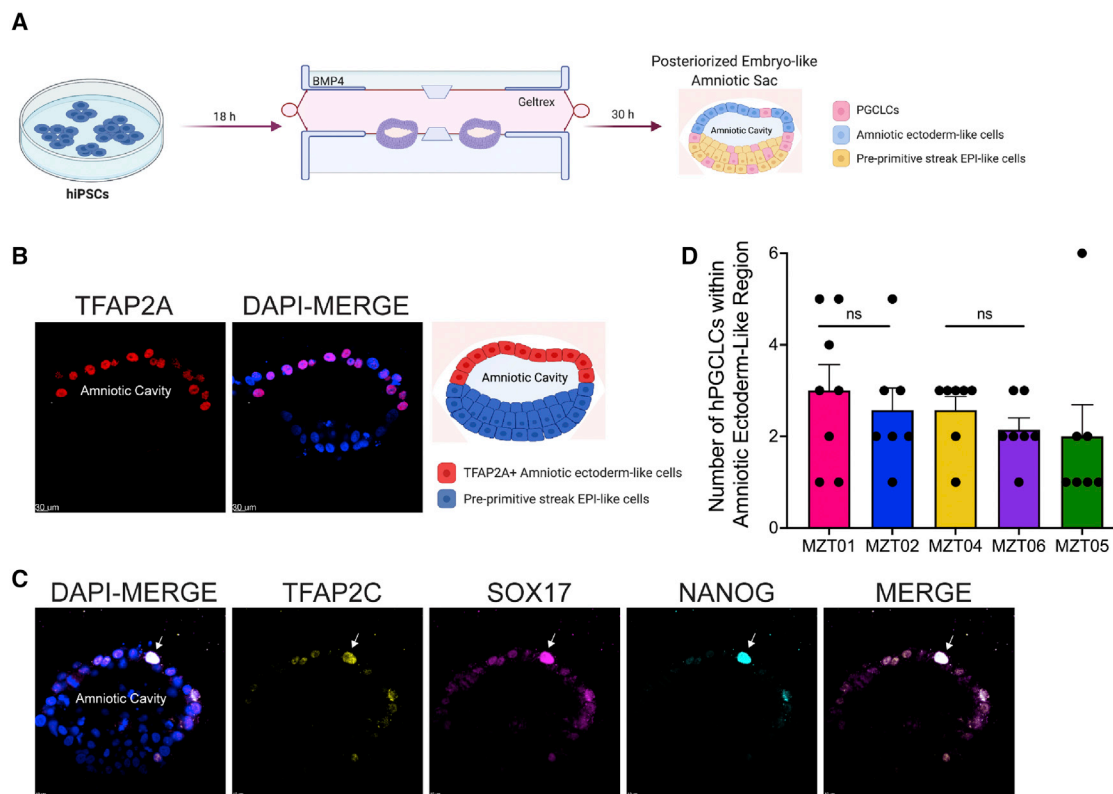 A
BMP4
Geltrex
18 h
30 h
hiPSCs
Posteriorized Embryo-like
Amniotic Sac
Amniotic Cavity
PGCLCs
Amniotic ectoderm-like cells
Pre-primitive streak EPI-like cells
B
TFAP2A
DAPI-MERGE
Amniotic Cavity
30 um
30 um
Amniotic Cavity
TFAP2A+ Amniotic ectoderm-like cells
Pre-primitive streak EPI-like cells
D
Number of hPGCLCs within
Amniotic Ectoderm-Like Region
6
4
2
0
ns
ns
MZT01
MZT02
MZT04
MZT06
MZT05
C
DAPI-MERGE
TFAP2C
SOX17
NANOG
MERGE
Amniotic Cavity